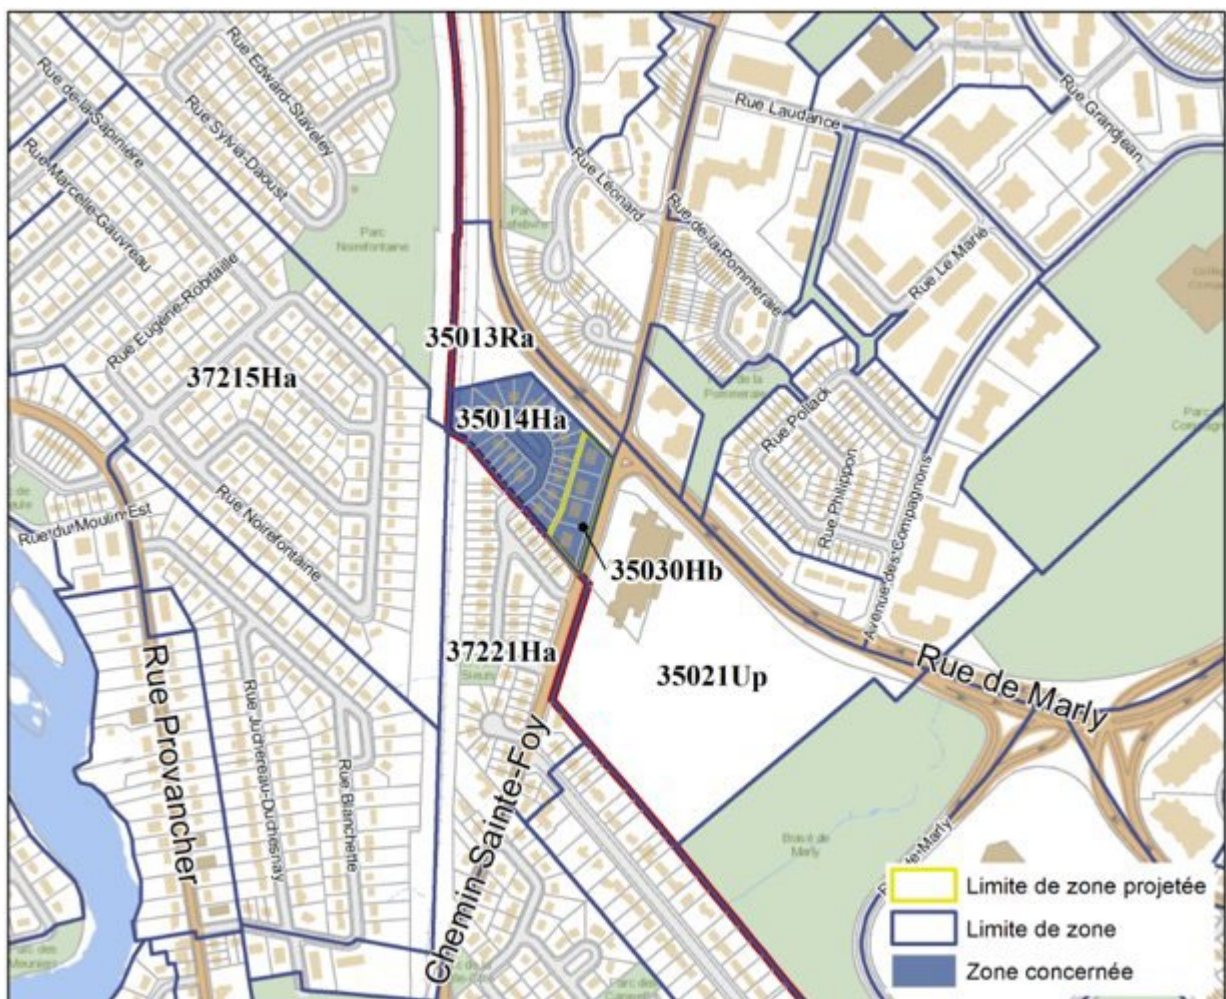 Rue Edward-Staveley
Rue de-la-Sapinière
Rue Sylvia-Daoust
Rue Laudance
Rue Grandjean
Rue-Marcelle-Gauvreau
Rue Léonard
Rue-de-la-Pommeraie
Parc
Noirefontaine
Rue Le Marié
Rue Eugène-Robitaille
35013Ra
37215Ha
35014Ha
Rue Pollack
Rue Philippon
Avenue des Compagnons
Rue du Moulin Est
Rue Noirefontaine
35030Hb
37221Ha
35021Up
Rue de Marly
Rue Provancher
Rue Juchereau-Duchesnay
Rue Blanchette
Chemin-Sainte-Foy
Boisé de
Marly
Limite de zone projetée
Limite de zone
Zone concernée